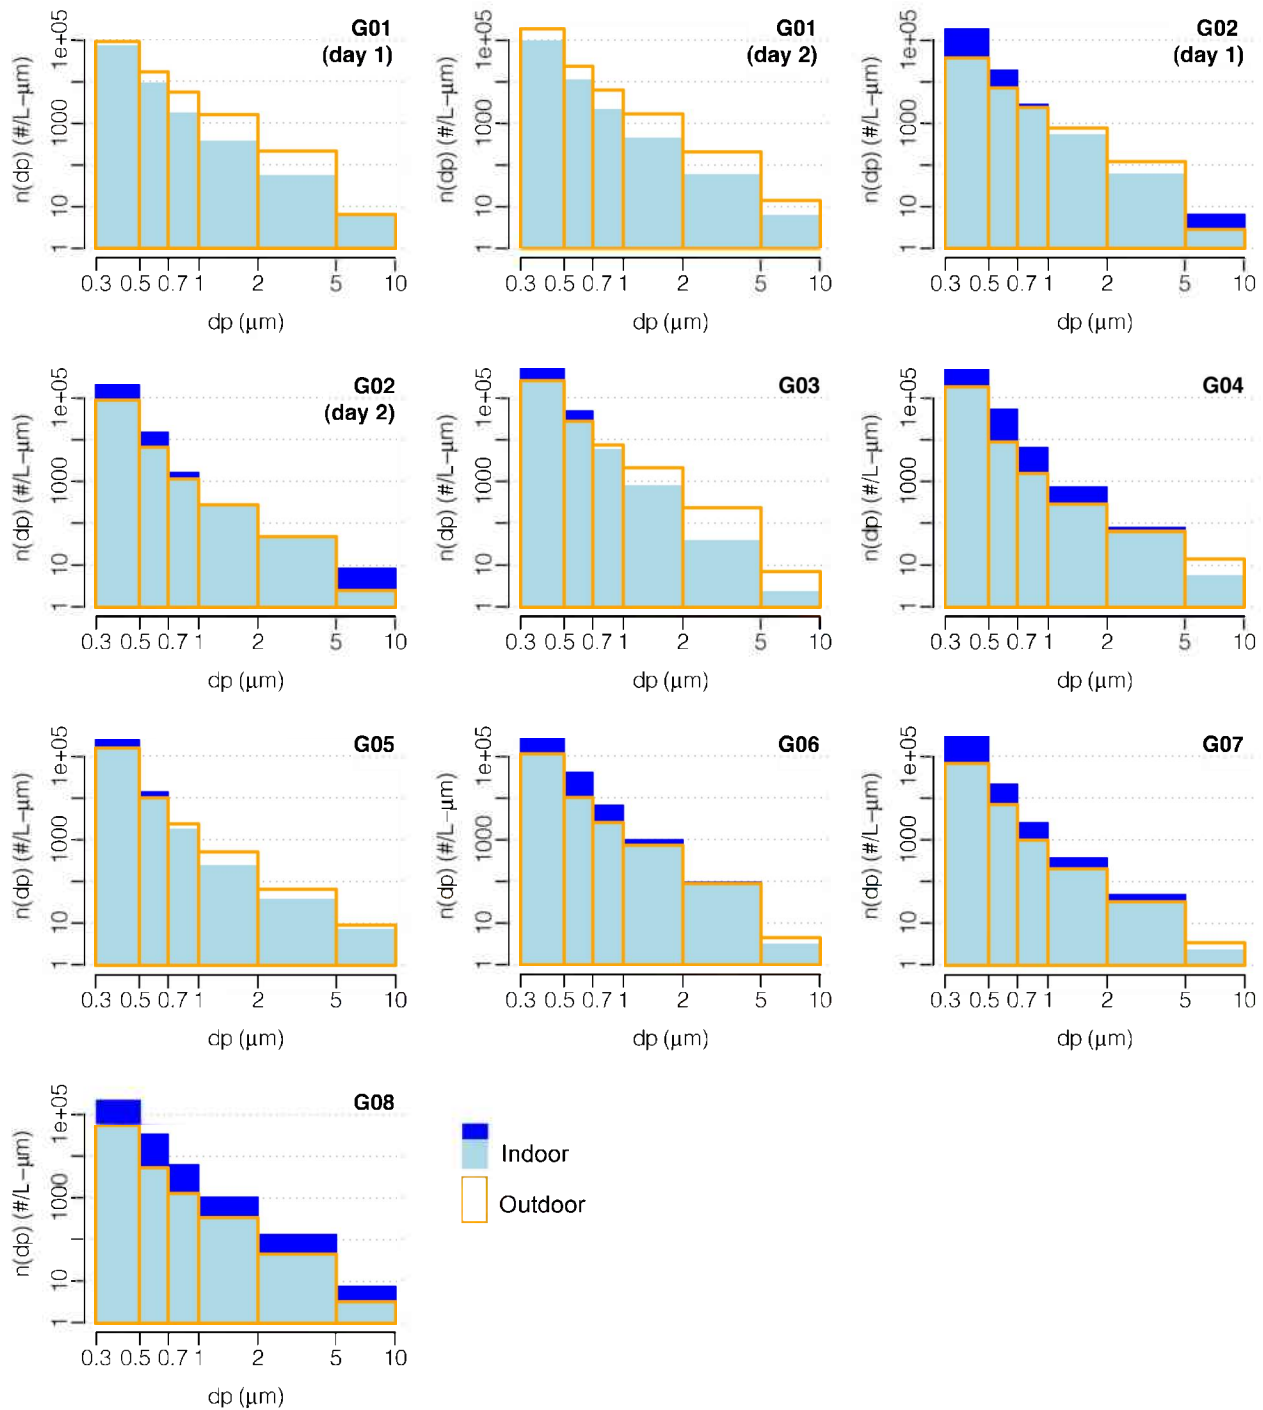 G01
(day 1)
n(dp) (#/L−μm)
1e+05
1000
10
1
0.3 0.5 0.7 1 2 5 10
dp (μm)
G01
(day 2)
n(dp) (#/L−μm)
1e+05
1000
10
1
0.3 0.5 0.7 1 2 5 10
dp (μm)
G02
(day 1)
n(dp) (#/L−μm)
1e+05
1000
10
1
0.3 0.5 0.7 1 2 5 10
dp (μm)
G02
(day 2)
n(dp) (#/L−μm)
1e+05
1000
10
1
0.3 0.5 0.7 1 2 5 10
dp (μm)
G03
n(dp) (#/L−μm)
1e+05
1000
10
1
0.3 0.5 0.7 1 2 5 10
dp (μm)
G04
n(dp) (#/L−μm)
1e+05
1000
10
1
0.3 0.5 0.7 1 2 5 10
dp (μm)
G05
n(dp) (#/L−μm)
1e+05
1000
10
1
0.3 0.5 0.7 1 2 5 10
dp (μm)
G06
n(dp) (#/L−μm)
1e+05
1000
10
1
0.3 0.5 0.7 1 2 5 10
dp (μm)
G07
n(dp) (#/L−μm)
1e+05
1000
10
1
0.3 0.5 0.7 1 2 5 10
dp (μm)
G08
n(dp) (#/L−μm)
1e+05
1000
10
1
0.3 0.5 0.7 1 2 5 10
dp (μm)
Indoor
Outdoor